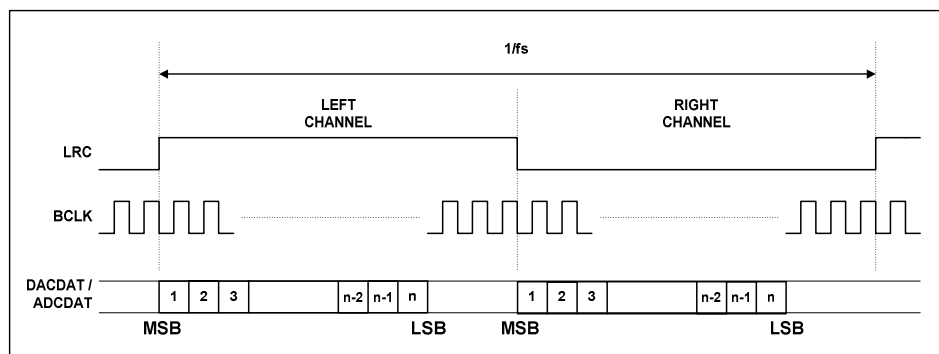 1/fs
LEFT
CHANNEL
RIGHT
CHANNEL
LRC
BCLK
DACDAT /
ADCDAT
1 2 3 n-2 n-1 n 1 2 3 n-2 n-1 n
MSB LSB MSB LSB